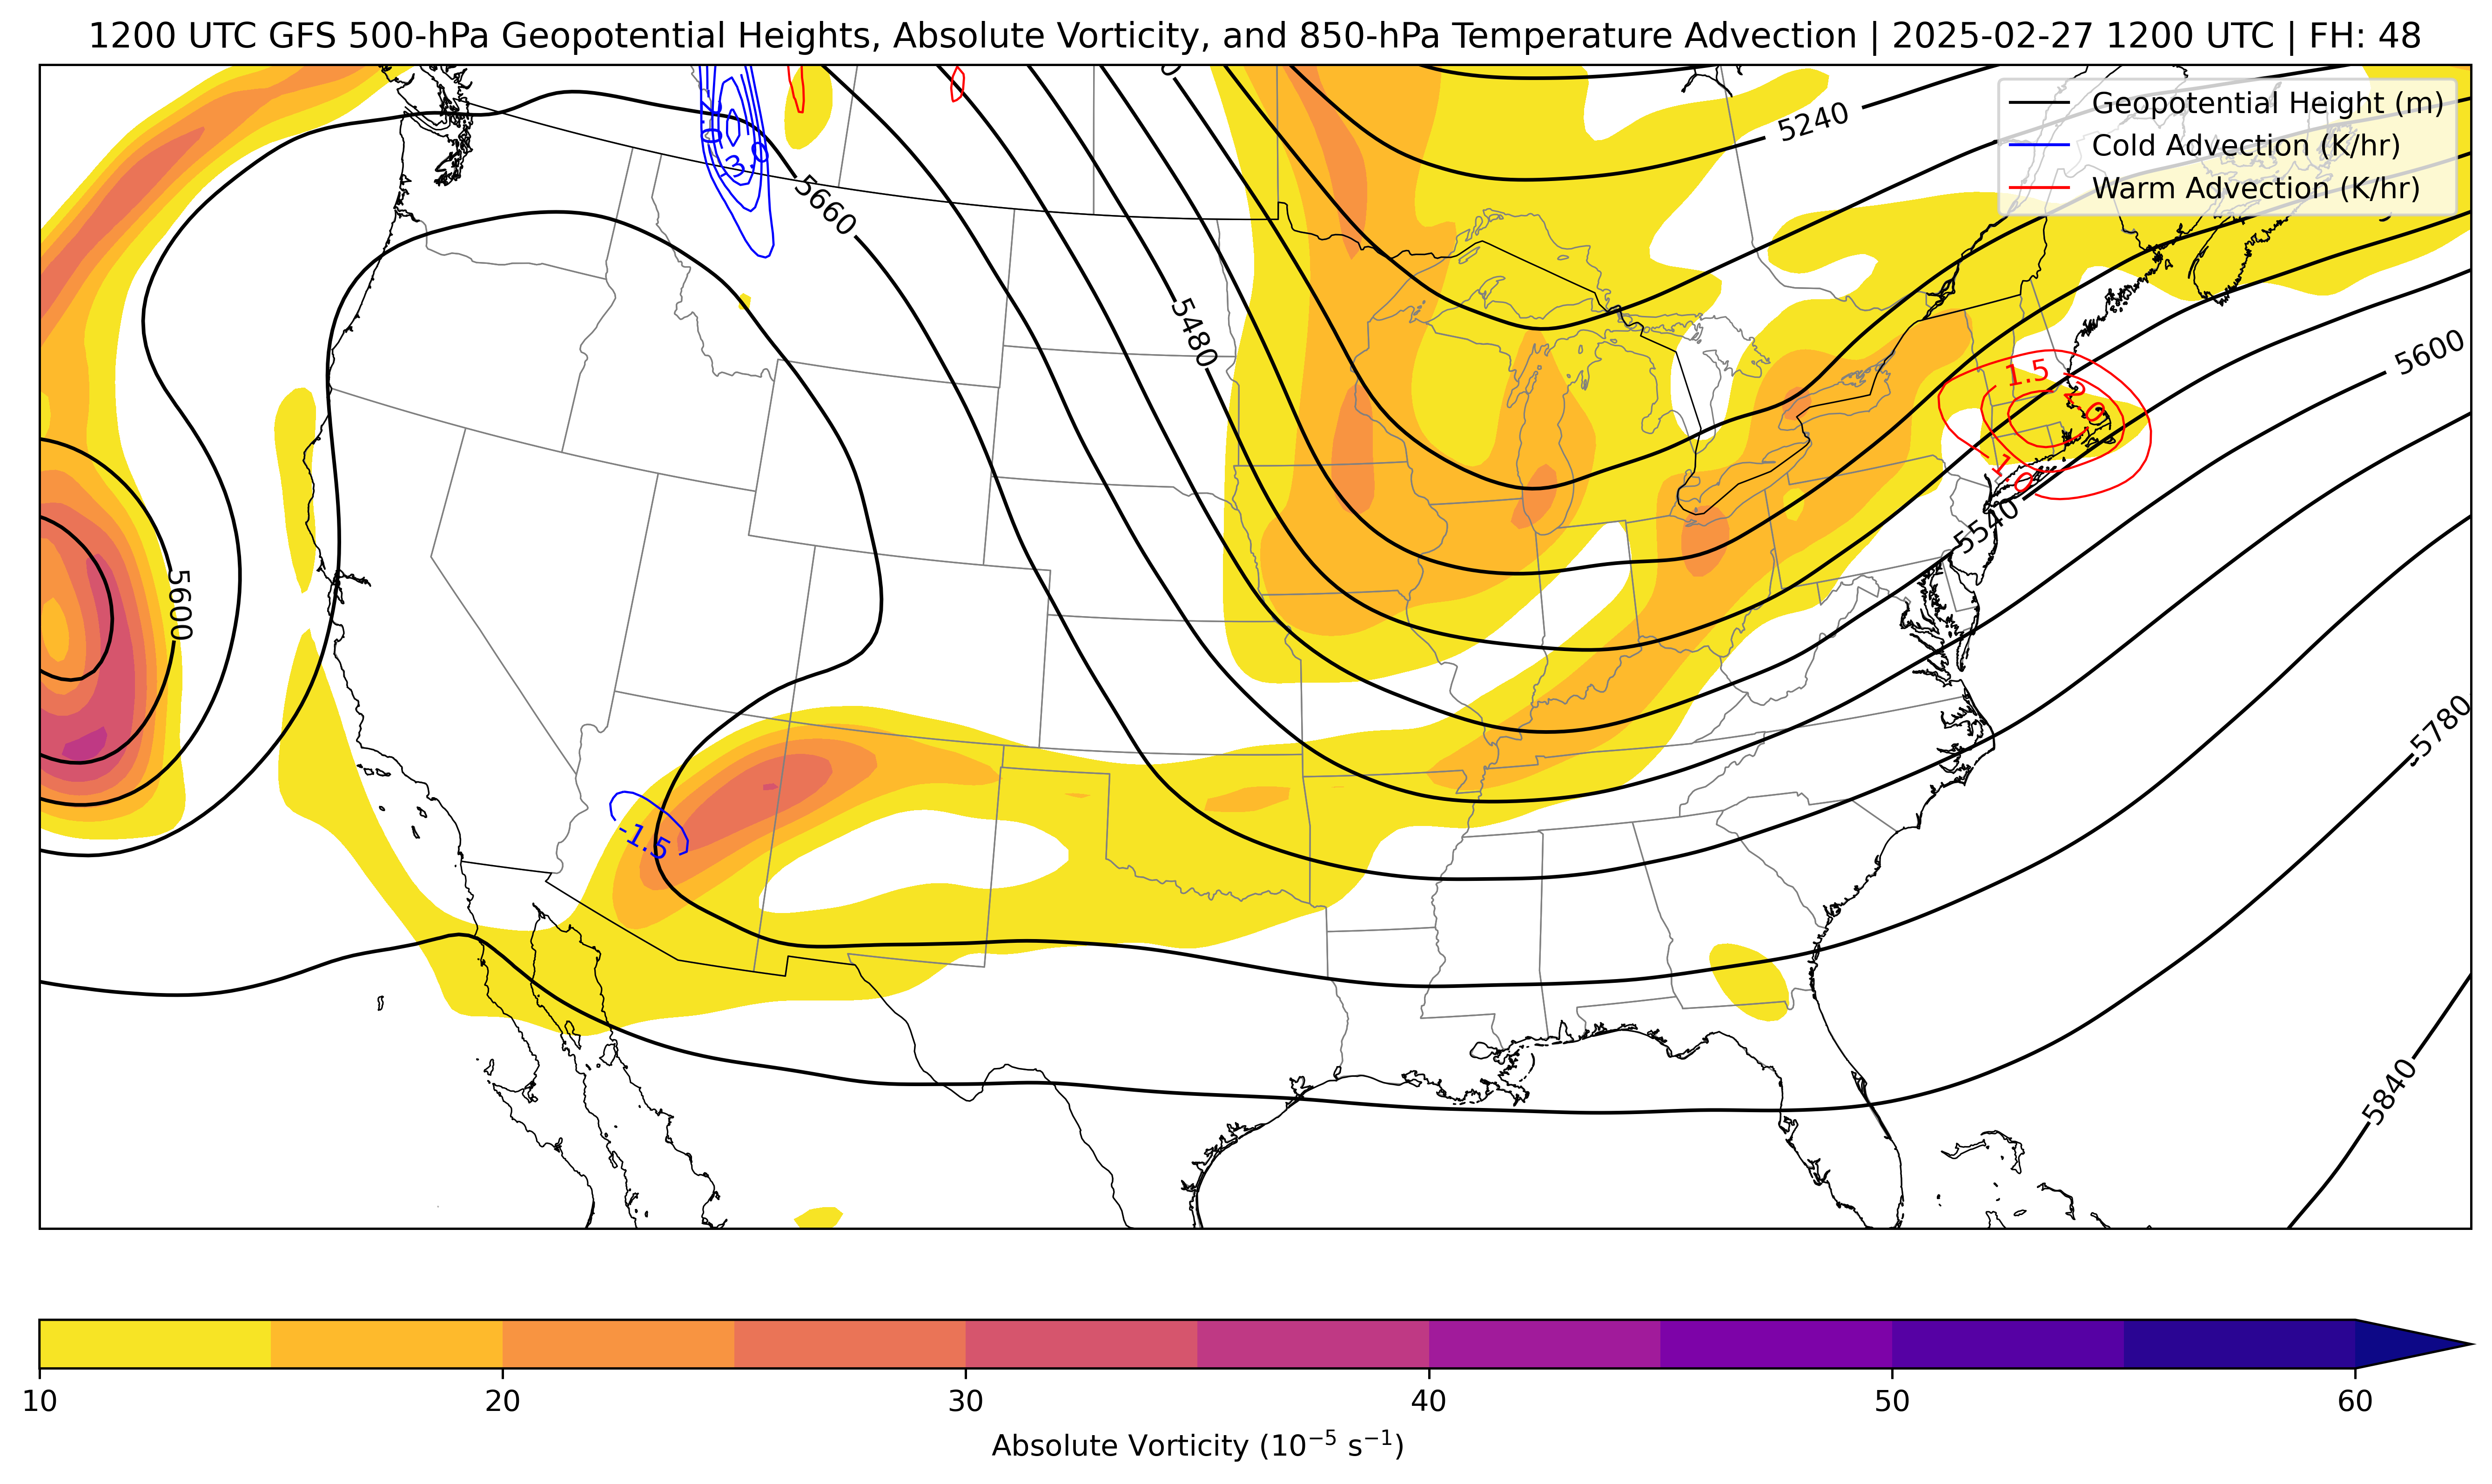 1200 UTC GFS 500-hPa Geopotential Heights, Absolute Vorticity, and 850-hPa Temperature Advection | 2025-02-27 1200 UTC | FH: 48
Geopotential Height (m)
Cold Advection (K/hr)
Warm Advection (K/hr)
5240
-3.0
5660
5480
5600
1.5
2.0
1.0
5540
5600
5780
-1.5
5840
10 20 30 40 50 60
Absolute Vorticity (10⁻⁵ s⁻¹)